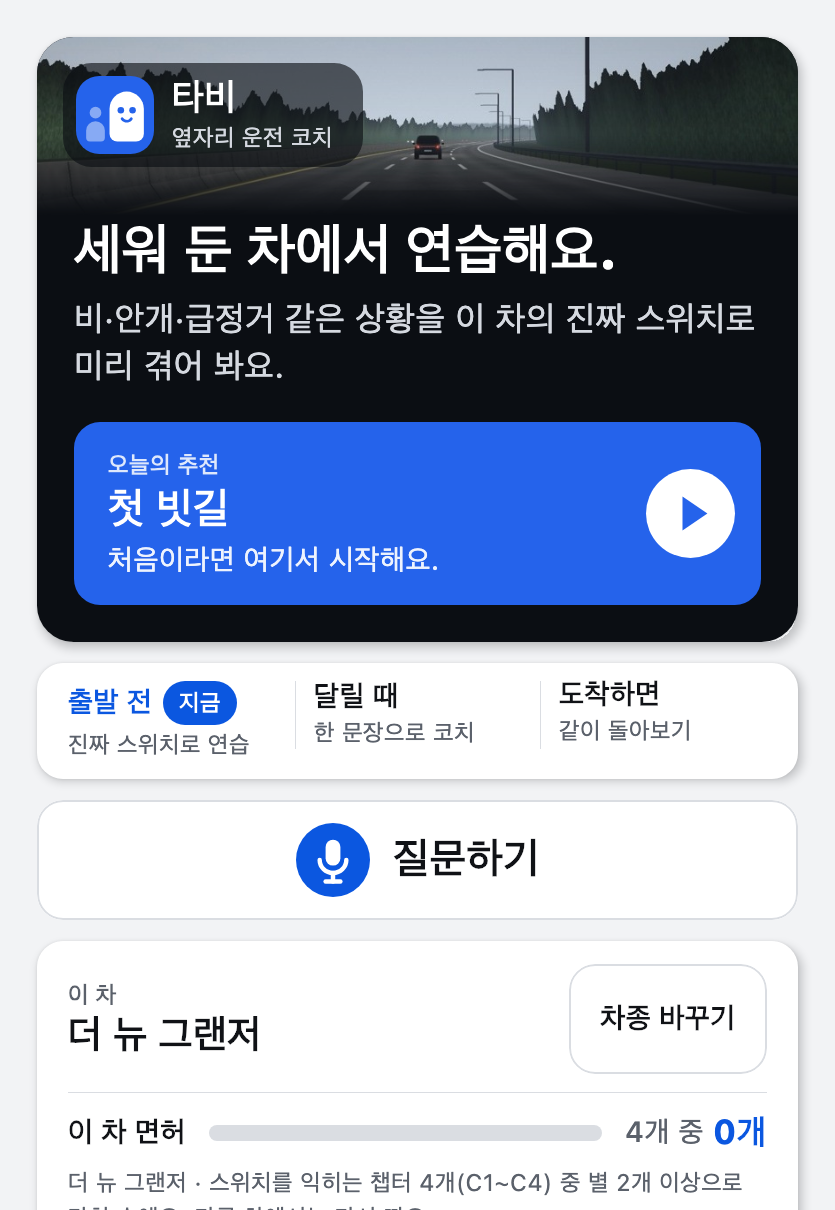 타비
옆자리 운전 코치
세워 둔 차에서 연습해요.
비·안개·급정거 같은 상황을 이 차의 진짜 스위치로
미리 겪어 봐요.
오늘의 추천
첫 빗길
처음이라면 여기서 시작해요.
출발 전 지금
진짜 스위치로 연습
달릴 때
한 문장으로 코치
도착하면
같이 돌아보기
질문하기
이 차
더 뉴 그랜저
차종 바꾸기
이 차 면허 4개 중 0개
더 뉴 그랜저 · 스위치를 익히는 챕터 4개(C1~C4) 중 별 2개 이상으로